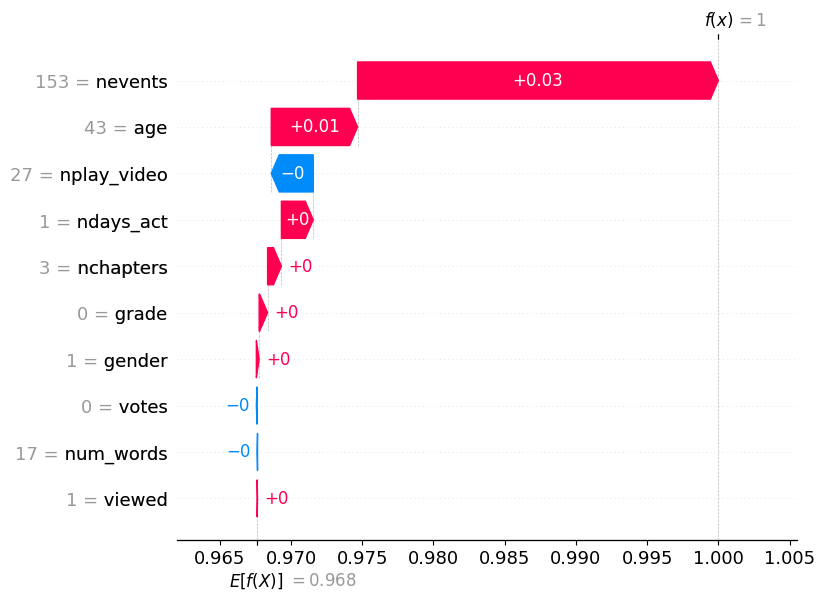 f(x) = 1
153 = nevents +0.03
43 = age +0.01
27 = nplay_video −0
1 = ndays_act +0
3 = nchapters +0
0 = grade +0
1 = gender +0
0 = votes −0
17 = num_words −0
1 = viewed +0
0.965 0.970 0.975 0.980 0.985 0.990 0.995 1.000 1.005
E[f(X)] = 0.968